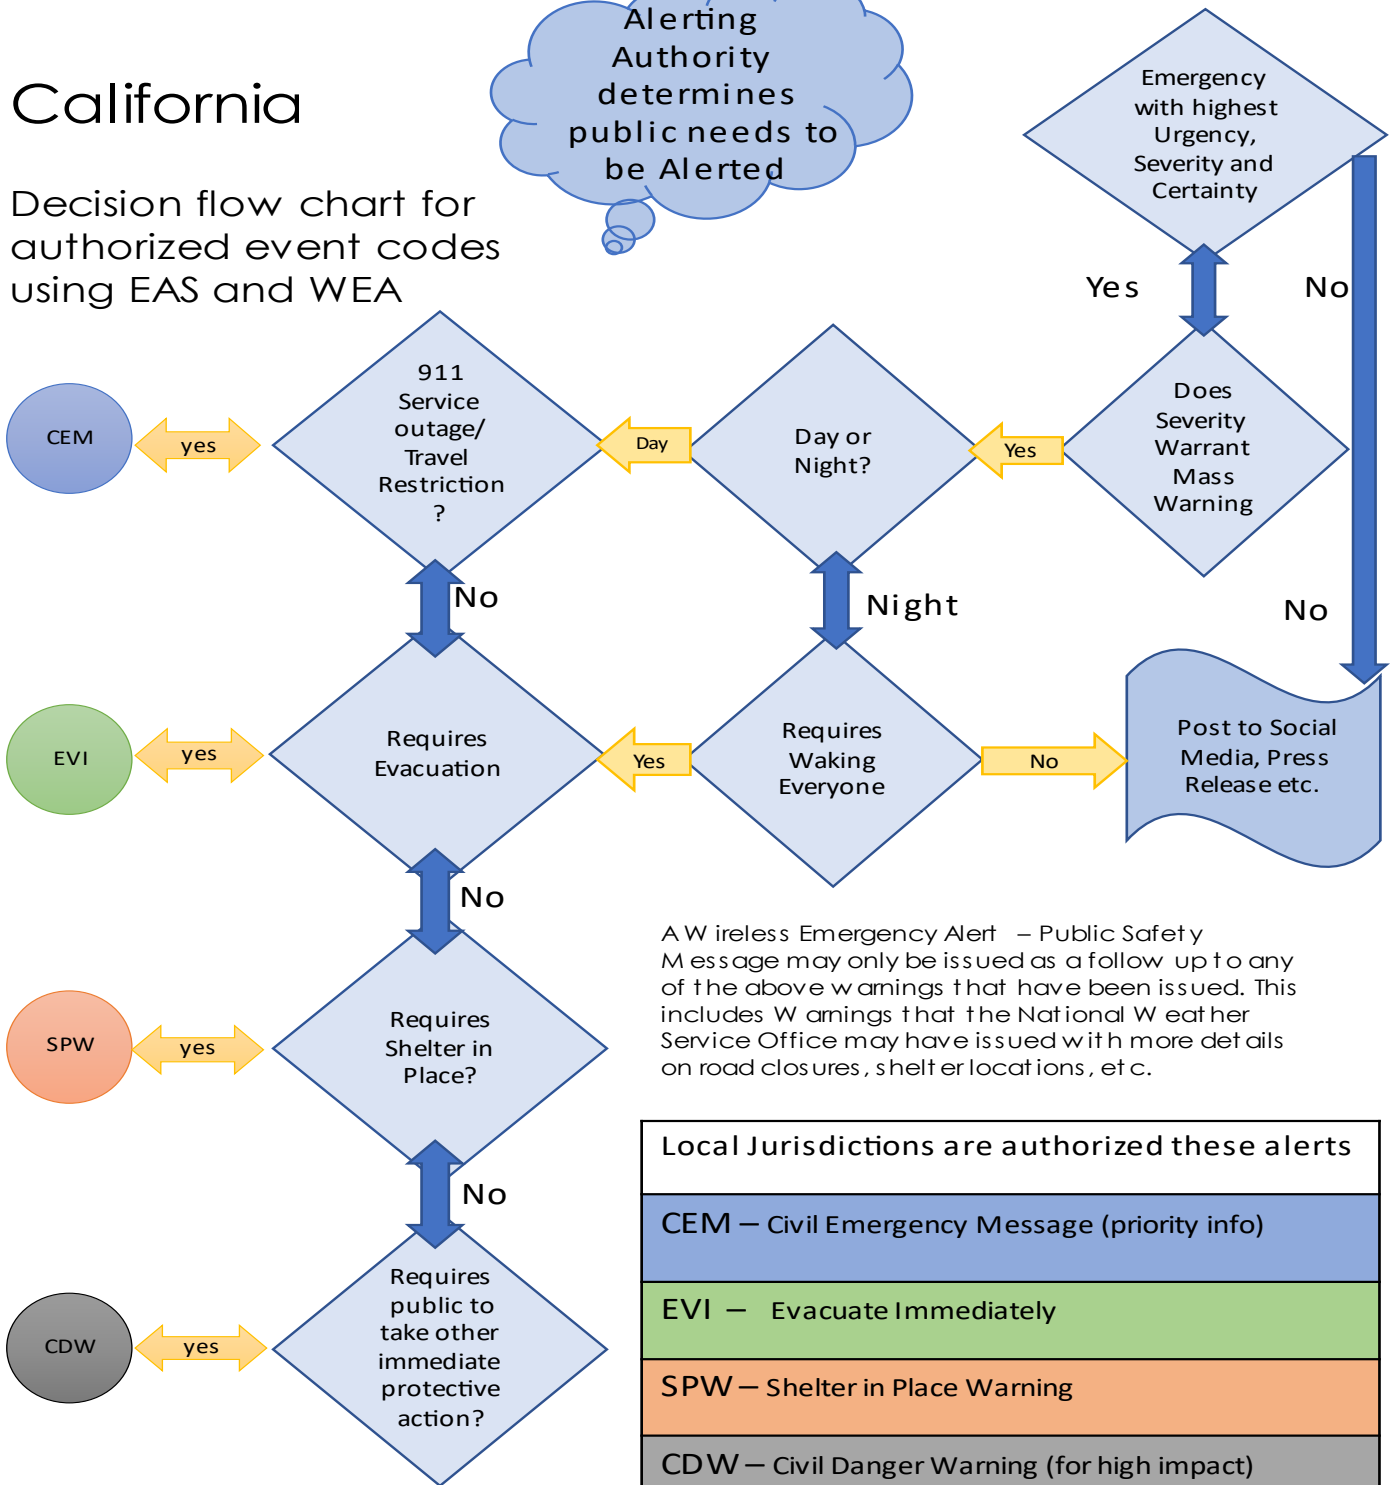 Alerting
Authority
determines
public needs to
be Alerted
California
Decision flow chart for
authorized event codes
using EAS and WEA
Emergency
with highest
Urgency,
Severity and
Certainty
Yes
No
Does
Severity
Warrant
Mass
Warning
Yes
No
Day or
Night?
Day
Night
911
Service
outage/
Travel
Restriction
?
yes
CEM
No
Requires
Waking
Everyone
No
Post to Social
Media, Press
Release etc.
Yes
Requires
Evacuation
yes
EVI
No
Requires
Shelter in
Place?
yes
SPW
No
Requires
public to
take other
immediate
protective
action?
yes
CDW
A Wireless Emergency Alert – Public Safety
Message may only be issued as a follow up to any
of the above warnings that have been issued. This
includes Warnings that the National Weather
Service Office may have issued with more details
on road closures, shelter locations, etc.
Local Jurisdictions are authorized these alerts
CEM – Civil Emergency Message (priority info)
EVI – Evacuate Immediately
SPW – Shelter in Place Warning
CDW – Civil Danger Warning (for high impact)